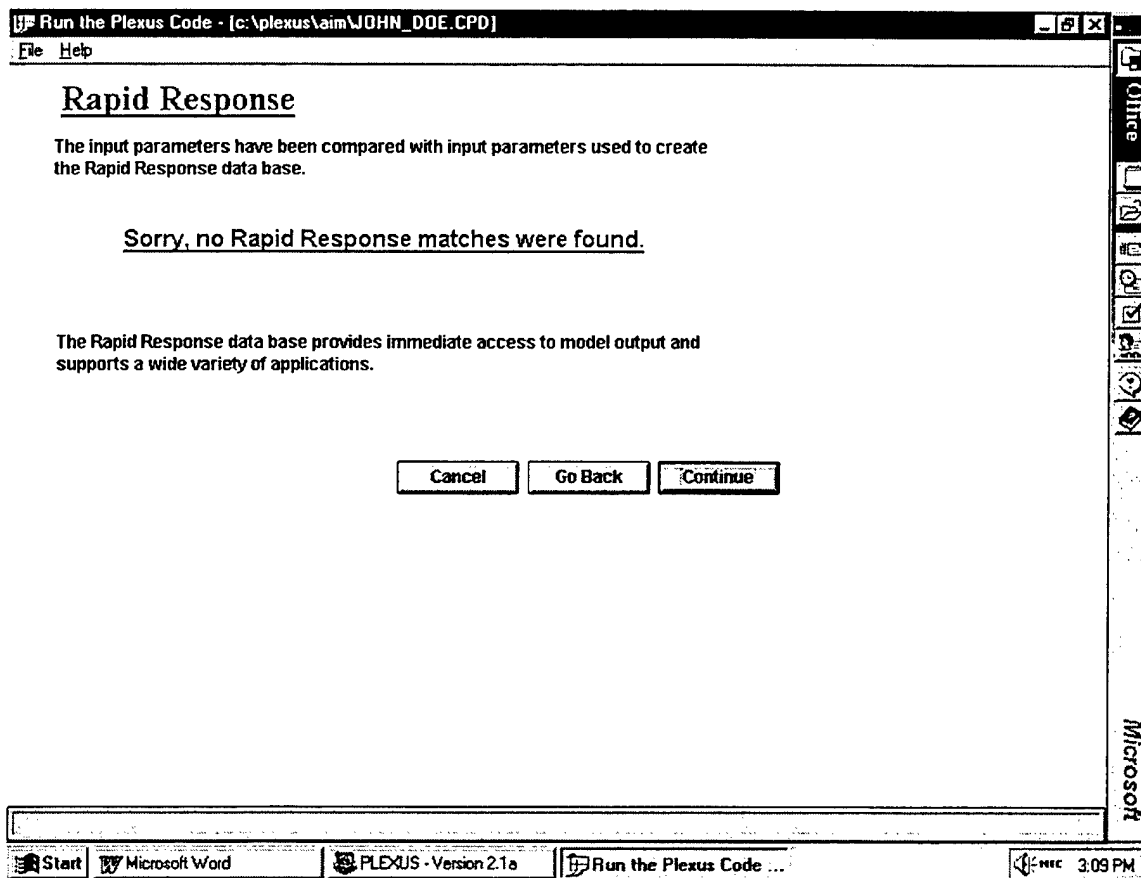 Run the Plexus Code - [c:\plexus\aim\JOHN_DOE.CPD]
File Help
Rapid Response
The input parameters have been compared with input parameters used to create
the Rapid Response data base.
Sorry, no Rapid Response matches were found.
The Rapid Response data base provides immediate access to model output and
supports a wide variety of applications.
Cancel Go Back Continue
Office
Microsoft
Start Microsoft Word PLEXUS - Version 2.1a Run the Plexus Code ... 3:09 PM